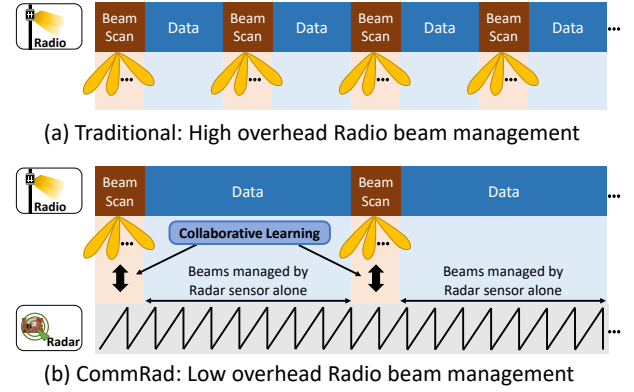 Radio
Beam Scan
Data
Beam Scan
Data
Beam Scan
Data
Beam Scan
Data
...
... ... ... ...
(a) Traditional: High overhead Radio beam management
Radio
Beam Scan
Data
Beam Scan
Data
...
... ...
Collaborative Learning
Beams managed by
Radar sensor alone
Beams managed by
Radar sensor alone
Radar
...
(b) CommRad: Low overhead Radio beam management